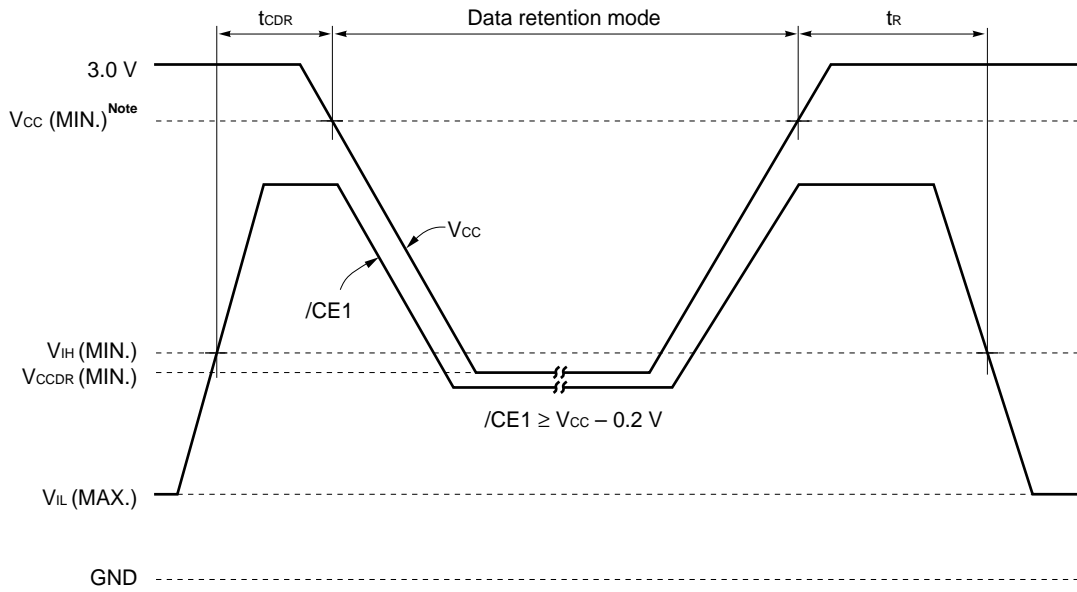 tCDR
Data retention mode
tR
3.0 V
VCC (MIN.)Note
VCC
/CE1
VIH (MIN.)
VCCDR (MIN.)
/CE1 ≥ VCC – 0.2 V
VIL (MAX.)
GND